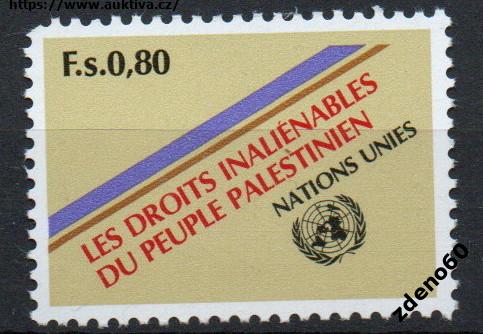 https://www.auktiva.cz/
F.s.0,80
LES DROITS INALIÉNABLES
DU PEUPLE PALESTINIEN
NATIONS UNIES
zdeno60